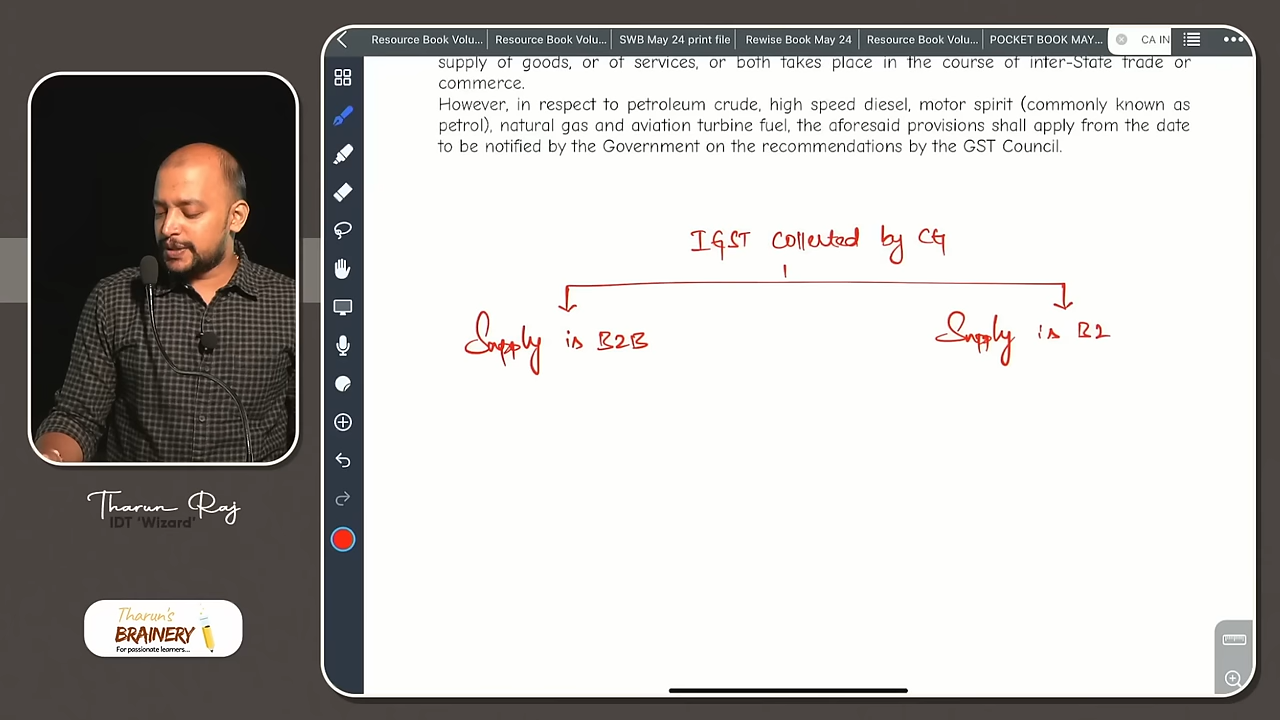 Resource Book Volu... Resource Book Volu... SWB May 24 print file Rewise Book May 24 Resource Book Volu... POCKET BOOK MAY... CA IN
supply of goods, or of services, or both takes place in the course of inter-State trade or
commerce.
However, in respect to petroleum crude, high speed diesel, motor spirit (commonly known as
petrol), natural gas and aviation turbine fuel, the aforesaid provisions shall apply from the date
to be notified by the Government on the recommendations by the GST Council.
IGST collected by CG
Supply is B2B
Supply is B2
Tharun Raj
IDT 'Wizard'
Tharun's
BRAINERY
For passionate learners...